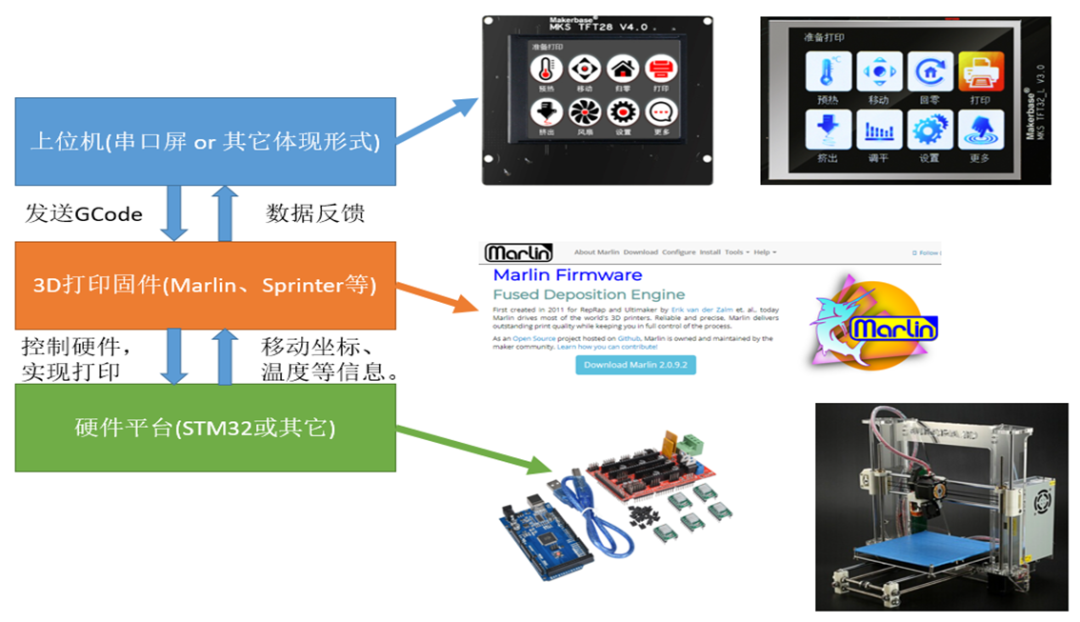 上位机(串口屏 or 其它体现形式)
发送GCode
数据反馈
3D打印固件(Marlin、Sprinter等)
控制硬件，
实现打印
移动坐标、
温度等信息。
硬件平台(STM32或其它)
Makerbase®
MKS TFT28 V4.0
准备打印
预热 移动 归零 打印
挤出 风扇 设置 更多
准备打印
预热 移动 回零 打印
挤出 调平 设置 更多
Makerbase®
MKS TFT32_L V3.0
Marlin
About Marlin Download Configure Install Tools Help
Follow
Marlin Firmware
Fused Deposition Engine
First created in 2011 for RepRap and Ultimaker by Erik van der Zalm et. al., today
Marlin drives most of the world's 3D printers. Reliable and precise, Marlin delivers
outstanding print quality while keeping you in full control of the process.
As an Open Source project hosted on Github, Marlin is owned and maintained by the
maker community. Learn how you can contribute!
Download Marlin 2.0.9.2
Marlin